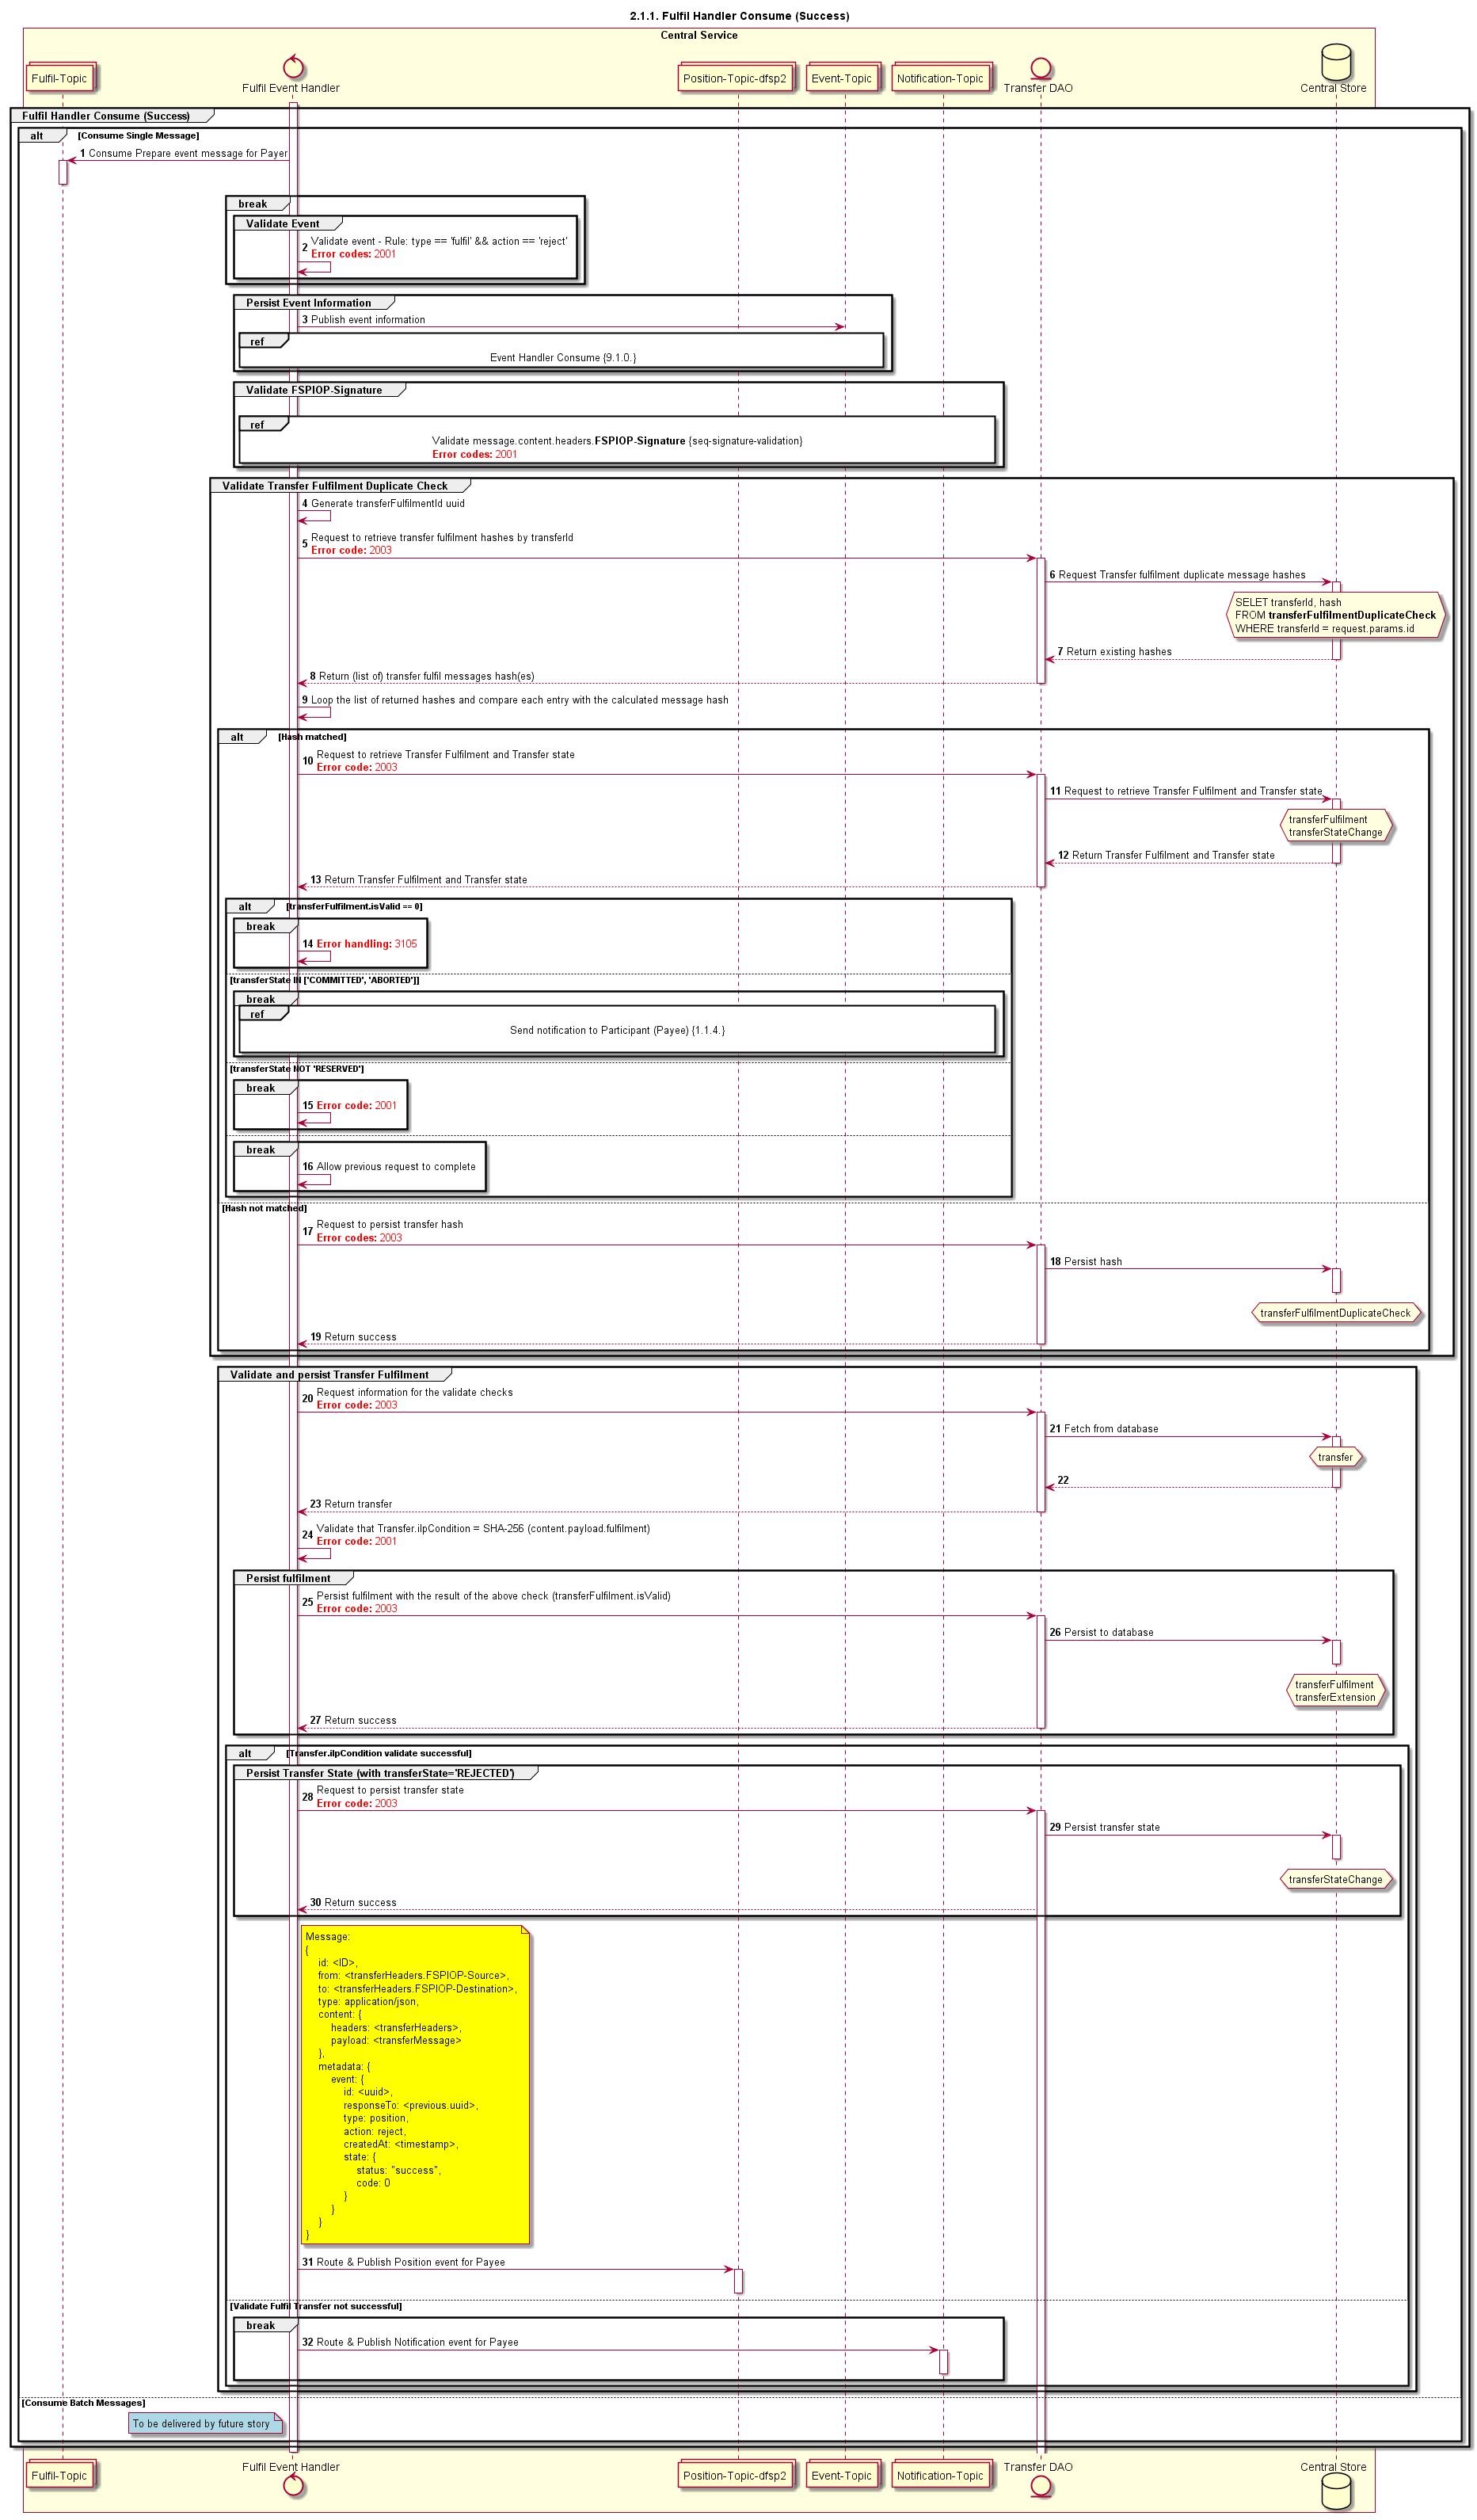 2.1.1. Fulfil Handler Consume (Success)
Central Service
Fulfil-Topic
Fulfil Event Handler
Position-Topic-dfsp2
Event-Topic
Notification-Topic
Transfer DAO
Central Store
Fulfil Handler Consume (Success)
alt [Consume Single Message]
1 Consume Prepare event message for Payer
break
Validate Event
2 Validate event - Rule: type == 'fulfil' && action == 'reject'
Error codes: 2001
Persist Event Information
3 Publish event information
ref
Event Handler Consume {9.1.0.}
Validate FSPIOP-Signature
ref
Validate message.content.headers.FSPIOP-Signature {seq-signature-validation}
Error codes: 2001
Validate Transfer Fulfilment Duplicate Check
4 Generate transferFulfilmentId uuid
5 Request to retrieve transfer fulfilment hashes by transferId
Error code: 2003
6 Request Transfer fulfilment duplicate message hashes
SELET transferId, hash
FROM transferFulfilmentDuplicateCheck
WHERE transferId = request.params.id
7 Return existing hashes
8 Return (list of) transfer fulfil messages hash(es)
9 Loop the list of returned hashes and compare each entry with the calculated message hash
alt [Hash matched]
10 Request to retrieve Transfer Fulfilment and Transfer state
Error code: 2003
11 Request to retrieve Transfer Fulfilment and Transfer state
transferFulfilment
transferStateChange
12 Return Transfer Fulfilment and Transfer state
13 Return Transfer Fulfilment and Transfer state
alt [transferFulfilment.isValid == 0]
break
14 Error handling: 3105
[transferState IN ['COMMITTED', 'ABORTED']]
break
ref
Send notification to Participant (Payee) {1.1.4.}
[transferState NOT 'RESERVED']
break
15 Error code: 2001
break
16 Allow previous request to complete
[Hash not matched]
17 Request to persist transfer hash
Error codes: 2003
18 Persist hash
transferFulfilmentDuplicateCheck
19 Return success
Validate and persist Transfer Fulfilment
20 Request information for the validate checks
Error code: 2003
21 Fetch from database
transfer
22
23 Return transfer
24 Validate that Transfer.ilpCondition = SHA-256 (content.payload.fulfilment)
Error code: 2001
Persist fulfilment
25 Persist fulfilment with the result of the above check (transferFulfilment.isValid)
Error code: 2003
26 Persist to database
transferFulfilment
transferExtension
27 Return success
alt [Transfer.ilpCondition validate successful]
Persist Transfer State (with transferState='REJECTED')
28 Request to persist transfer state
Error code: 2003
29 Persist transfer state
transferStateChange
30 Return success
Message:
{
id: <ID>,
from: <transferHeaders.FSPIOP-Source>,
to: <transferHeaders.FSPIOP-Destination>,
type: application/json,
content: {
headers: <transferHeaders>,
payload: <transferMessage>
},
metadata: {
event: {
id: <uuid>,
responseTo: <previous.uuid>,
type: position,
action: reject,
createdAt: <timestamp>,
state: {
status: "success",
code: 0
}
}
}
}
31 Route & Publish Position event for Payee
[Validate Fulfil Transfer not successful]
break
32 Route & Publish Notification event for Payee
[Consume Batch Messages]
To be delivered by future story
Fulfil-Topic
Fulfil Event Handler
Position-Topic-dfsp2
Event-Topic
Notification-Topic
Transfer DAO
Central Store